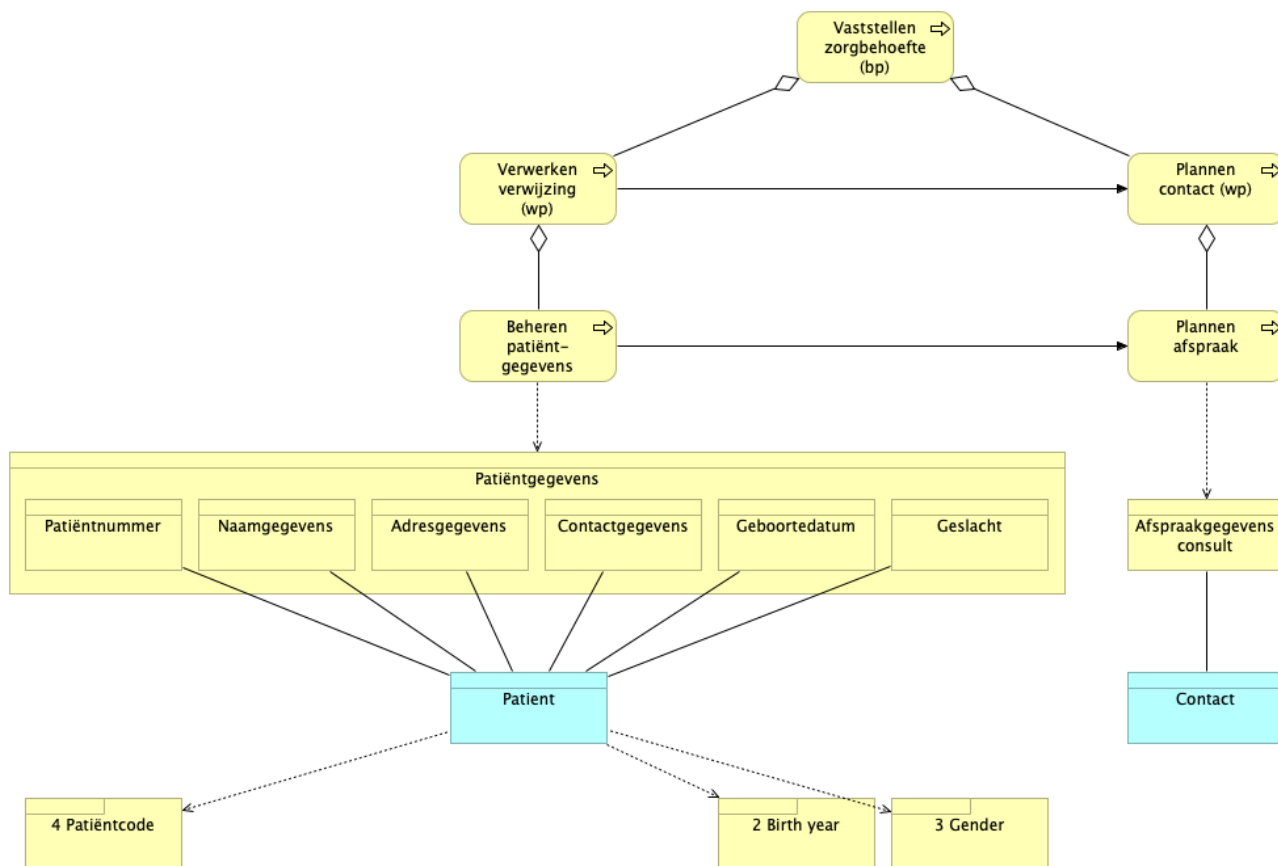 Vaststellen
zorgbehoefte
(bp)
Verwerken
verwijzing
(wp)
Plannen
contact (wp)
Beheren
patiënt-
gegevens
Plannen
afspraak
Patiëntgegevens
Patiëntnummer
Naamgegevens
Adresgegevens
Contactgegevens
Geboortedatum
Geslacht
Afspraakgegevens
consult
Patient
Contact
4 Patiëntcode
2 Birth year
3 Gender